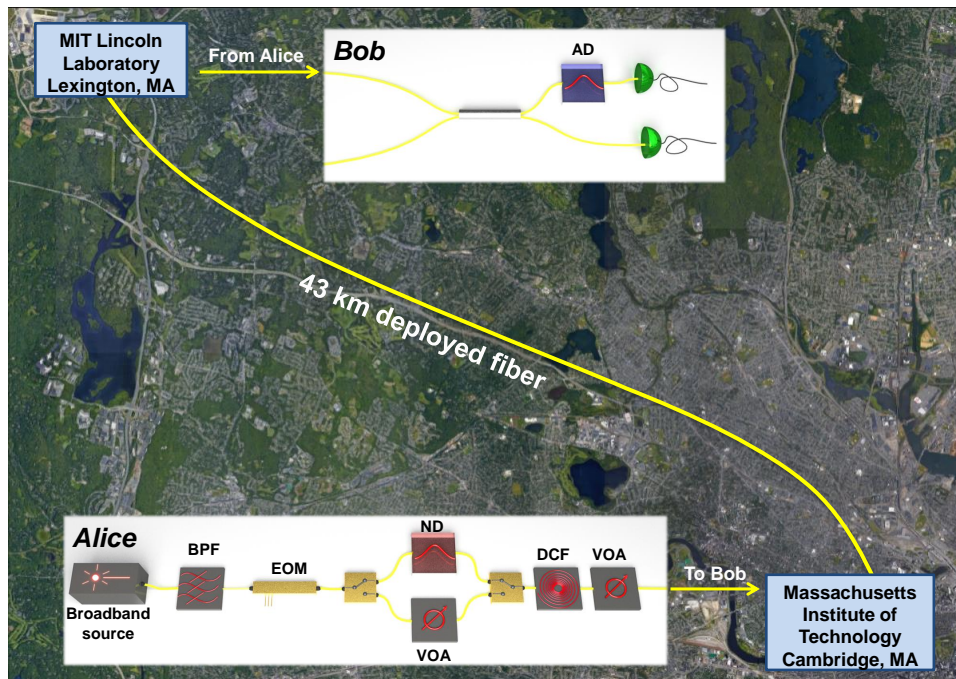 MIT Lincoln
Laboratory
Lexington, MA
From Alice
Bob
AD
43 km deployed fiber
Alice
BPF
EOM
ND
DCF
VOA
Broadband
source
VOA
To Bob
Massachusetts
Institute of
Technology
Cambridge, MA